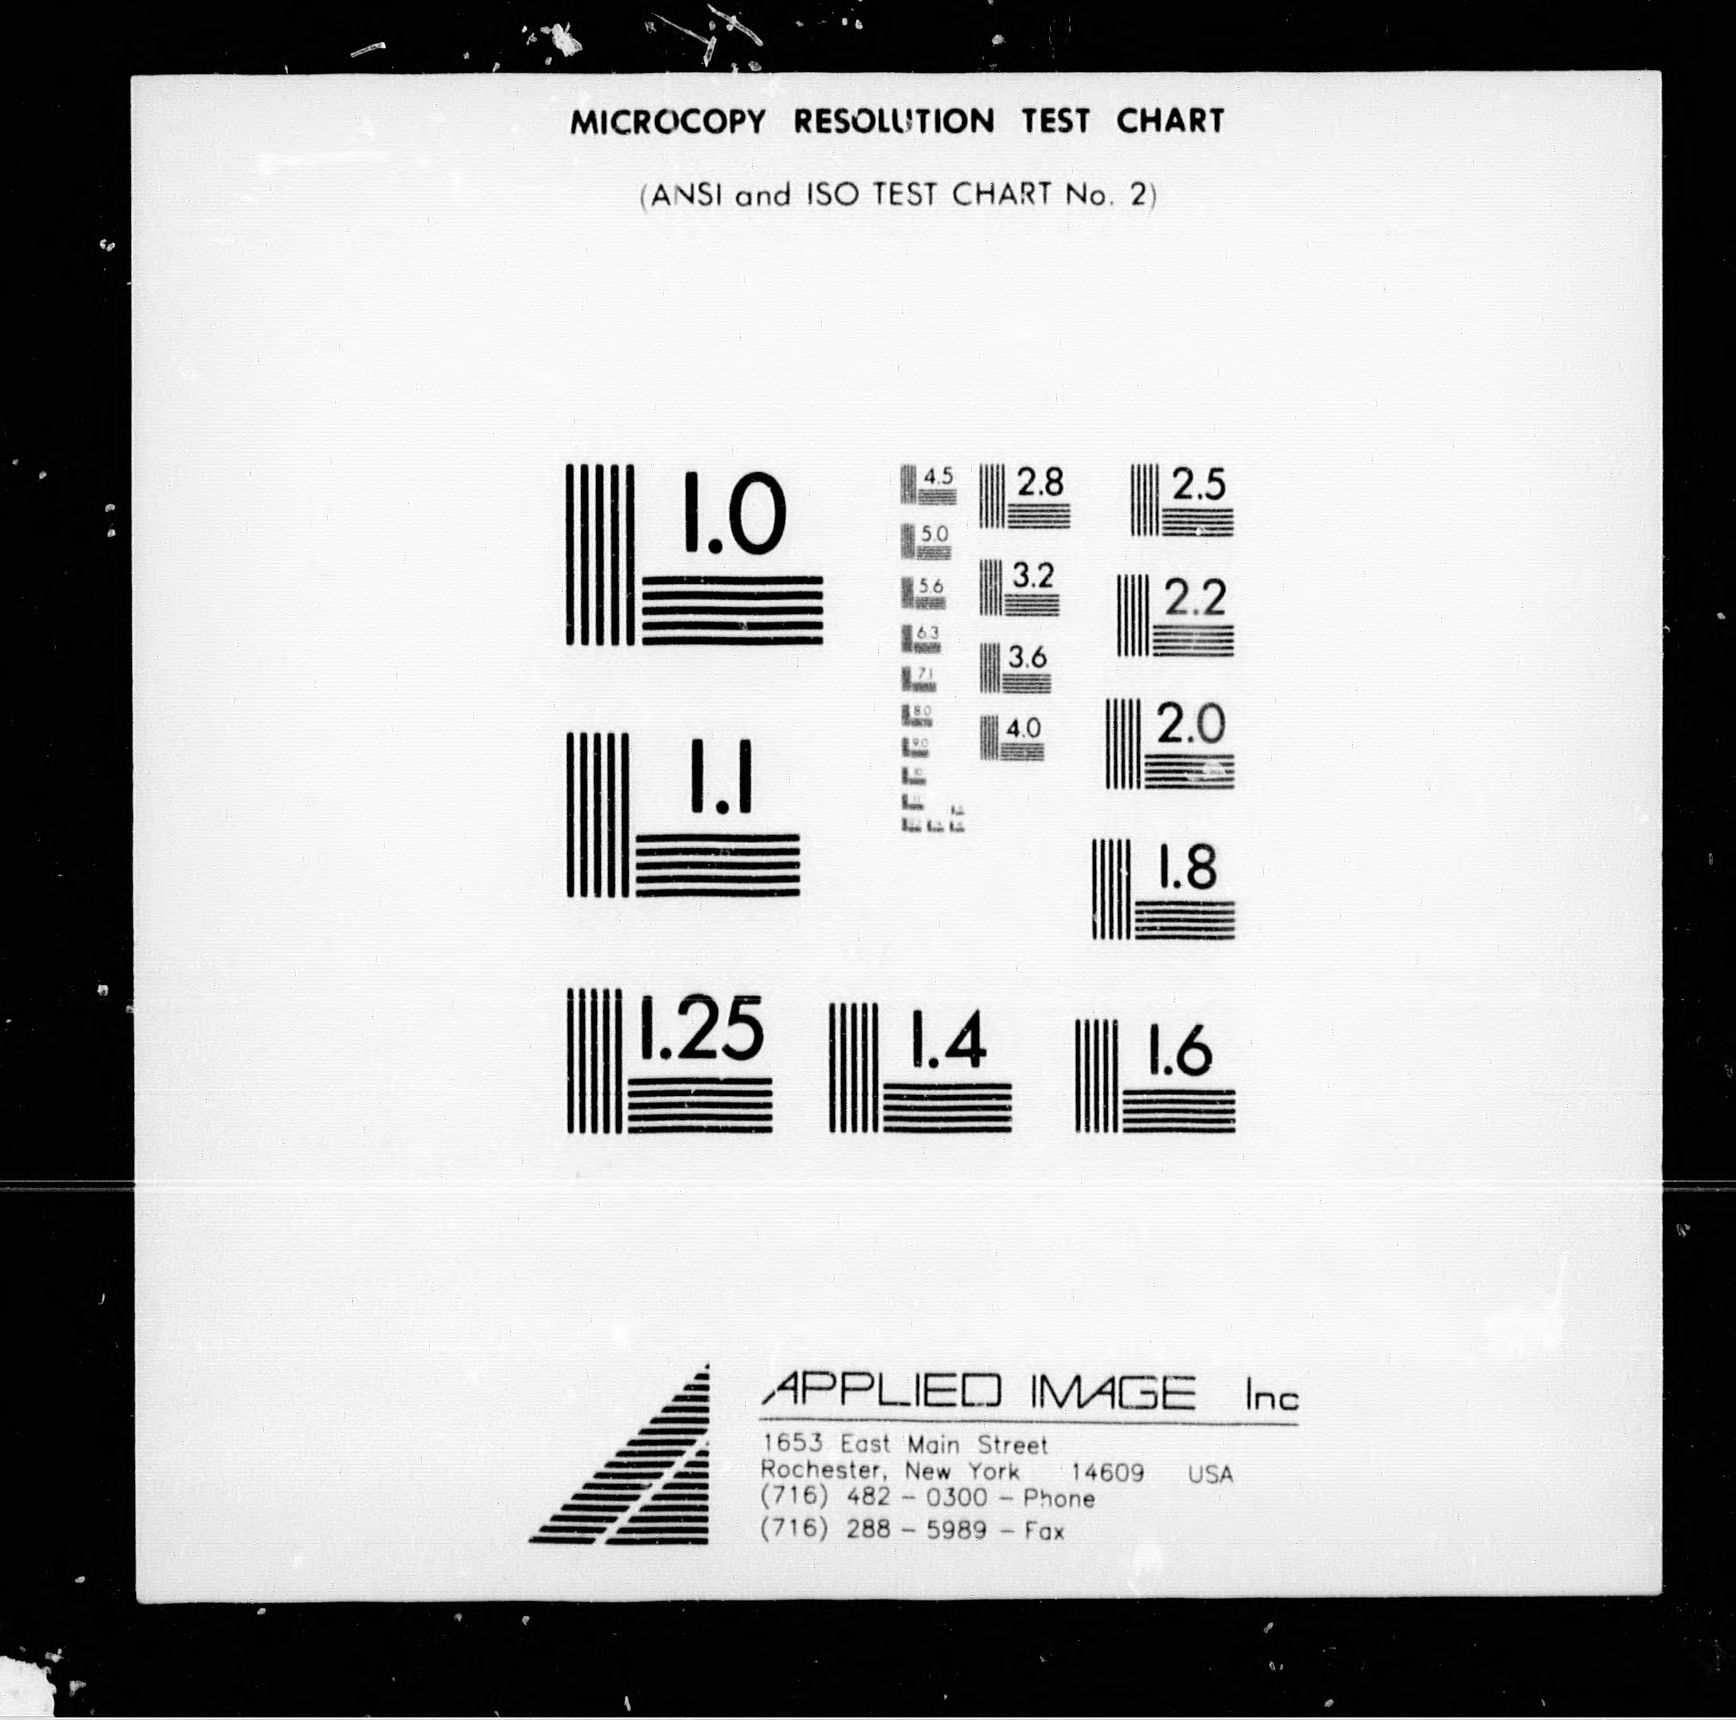 MICROCOPY RESOLUTION TEST CHART
(ANSI and ISO TEST CHART No. 2)
1.0
1.1
1.25
1.4
1.6
1.8
2.0
2.2
2.5
2.8
3.2
3.6
4.0
4.5
5.0
5.6
6.3
7.1
8.0
9.0
APPLIED IMAGE Inc
1653 East Main Street
Rochester, New York 14609 USA
(716) 482 - 0300 - Phone
(716) 288 - 5989 - Fax